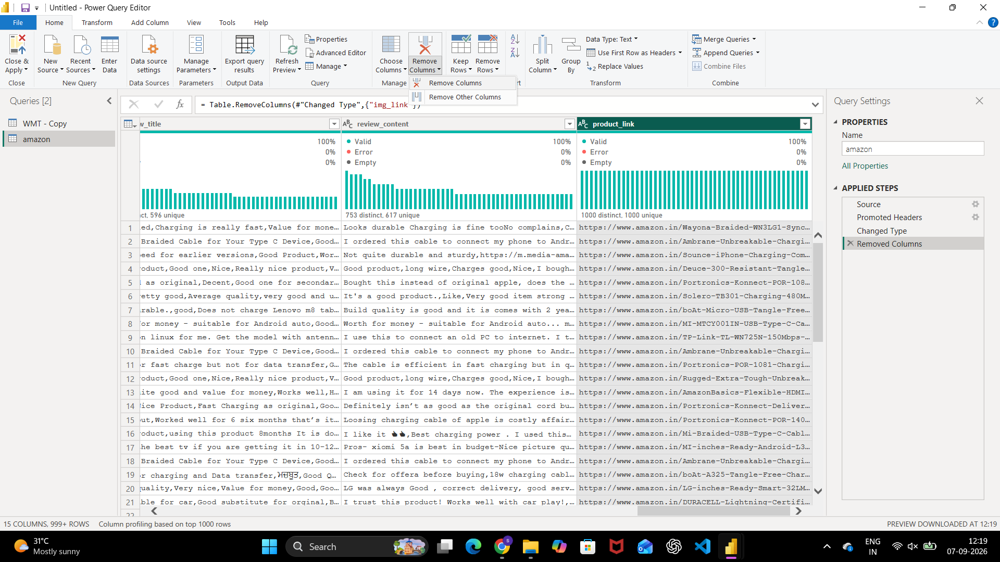 Untitled - Power Query Editor
File Home Transform Add Column View Tools Help
Close & Apply
New Source
Recent Sources
Enter Data
Data source settings
Manage Parameters
Export query results
Refresh Preview
Properties
Advanced Editor
Manage
Choose Columns
Remove Columns
Keep Rows
Remove Rows
Split Column
Group By
Data Type: Text
Use First Row as Headers
Replace Values
Merge Queries
Append Queries
Combine Files
Close New Query Data Sources Parameters Output Data Query Manage Transform Combine
Remove Columns
Remove Other Columns
Queries [2]
WMT - Copy
amazon
fx = Table.RemoveColumns(#"Changed Type",{"img_link"})
w_title ABC review_content ABC product_link
100% Valid 100% Valid 100%
0% Error 0% Error 0%
0% Empty 0% Empty 0%
596 unique 753 distinct, 617 unique 1000 distinct, 1000 unique
1 ed,Charging is really fast,Value for mone… Looks durable Charging is fine tooNo complains,C… https://www.amazon.in/Wayona-Braided-WN3LG1-Sync…
2 Braided Cable for Your Type C Device,Good… I ordered this cable to connect my phone to Andr… https://www.amazon.in/Ambrane-Unbreakable-Chargi…
3 eed for earlier versions,Good Product,Wor… Not quite durable and sturdy,https://m.media-ama… https://www.amazon.in/Sounce-iPhone-Charging-Com…
4 roduct,Good one,Nice,Really nice product,V… Good product,long wire,Charges good,Nice,I bough… https://www.amazon.in/Deuce-300-Resistant-Tangle…
5 as original,Decent,Good one for secondar… Bought this instead of original apple, does the … https://www.amazon.in/Portronics-Konnect-POR-108…
6 etty good,Average quality,very good and u… It's a good product.,Like,Very good item strong … https://www.amazon.in/Solero-TB301-Charging-480M…
7 rable.,good,Does not charge Lenovo m8 tab… Build quality is good and it is comes with 2 yea… https://www.amazon.in/boAt-Micro-USB-Tangle-Free…
8 or money - suitable for Android auto,Good… Worth for money - suitable for Android auto... m… https://www.amazon.in/MI-MTCY001IN-USB-Type-C-Ca…
9 n linux for me. Get the model with antenn… I use this to connect an old PC to internet. I t… https://www.amazon.in/TP-Link-TL-WN725N-150Mbps-…
10 Braided Cable for Your Type C Device,Good… I ordered this cable to connect my phone to Andr… https://www.amazon.in/Ambrane-Unbreakable-Chargi…
11 r fast charge but not for data transfer,G… The cable is efficient in fast charging but in q… https://www.amazon.in/Portronics-POR-1081-Chargi…
12 roduct,Good one,Nice,Really nice product,V… Good product,long wire,Charges good,Nice,I bough… https://www.amazon.in/Rugged-Extra-Tough-Unbreak…
13 ite good and value for money,Works well,H… I am using it for 14 days now. The experience is… https://www.amazon.in/AmazonBasics-Flexible-HDMI…
14 Nice Product,Fast Charging as original,Goo… Definitely isn’t as good as the original cord bu… https://www.amazon.in/Portronics-Konnect-Deliver…
15 out,Worked well for 6 six months that’s it… Loosing charging cable of apple is costly affair… https://www.amazon.in/Portronics-Konnect-POR-140…
16 roduct,using this product 8months It is do… I like it 👍👍,Best charging power . I used this… https://www.amazon.in/Mi-Braided-USB-Type-C-Cabl…
17 he best tv if you are getting it in 10-12… Pros- xiomi 5a is best in budget-Nice picture qu… https://www.amazon.in/MI-inches-Ready-Android-L3…
18 Braided Cable for Your Type C Device,Good… I ordered this cable to connect my phone to Andr… https://www.amazon.in/Ambrane-Unbreakable-Chargi…
19 or charging and Data transfer,ਮਜ਼ਬੂਤ,Good Q… Check for offera before buying,18w charging cabl… https://www.amazon.in/boAt-A325-Tangle-Free-Char…
20 uality,Very nice,Value for money,Good,Goo… LG was always Good , correct delivery, good serv… https://www.amazon.in/LG-inches-Ready-Smart-32LM…
21 ble for car,Good substitute for orginal,B… I trust this product! Works well with car play!,… https://www.amazon.in/DURACELL-Lightning-Certifi…
22
Query Settings
PROPERTIES
Name
amazon
All Properties
APPLIED STEPS
Source
Promoted Headers
Changed Type
Removed Columns
15 COLUMNS, 999+ ROWS Column profiling based on top 1000 rows PREVIEW DOWNLOADED AT 12:19
31°C
Mostly sunny
Search
ENG
IN
12:19
07-09-2026